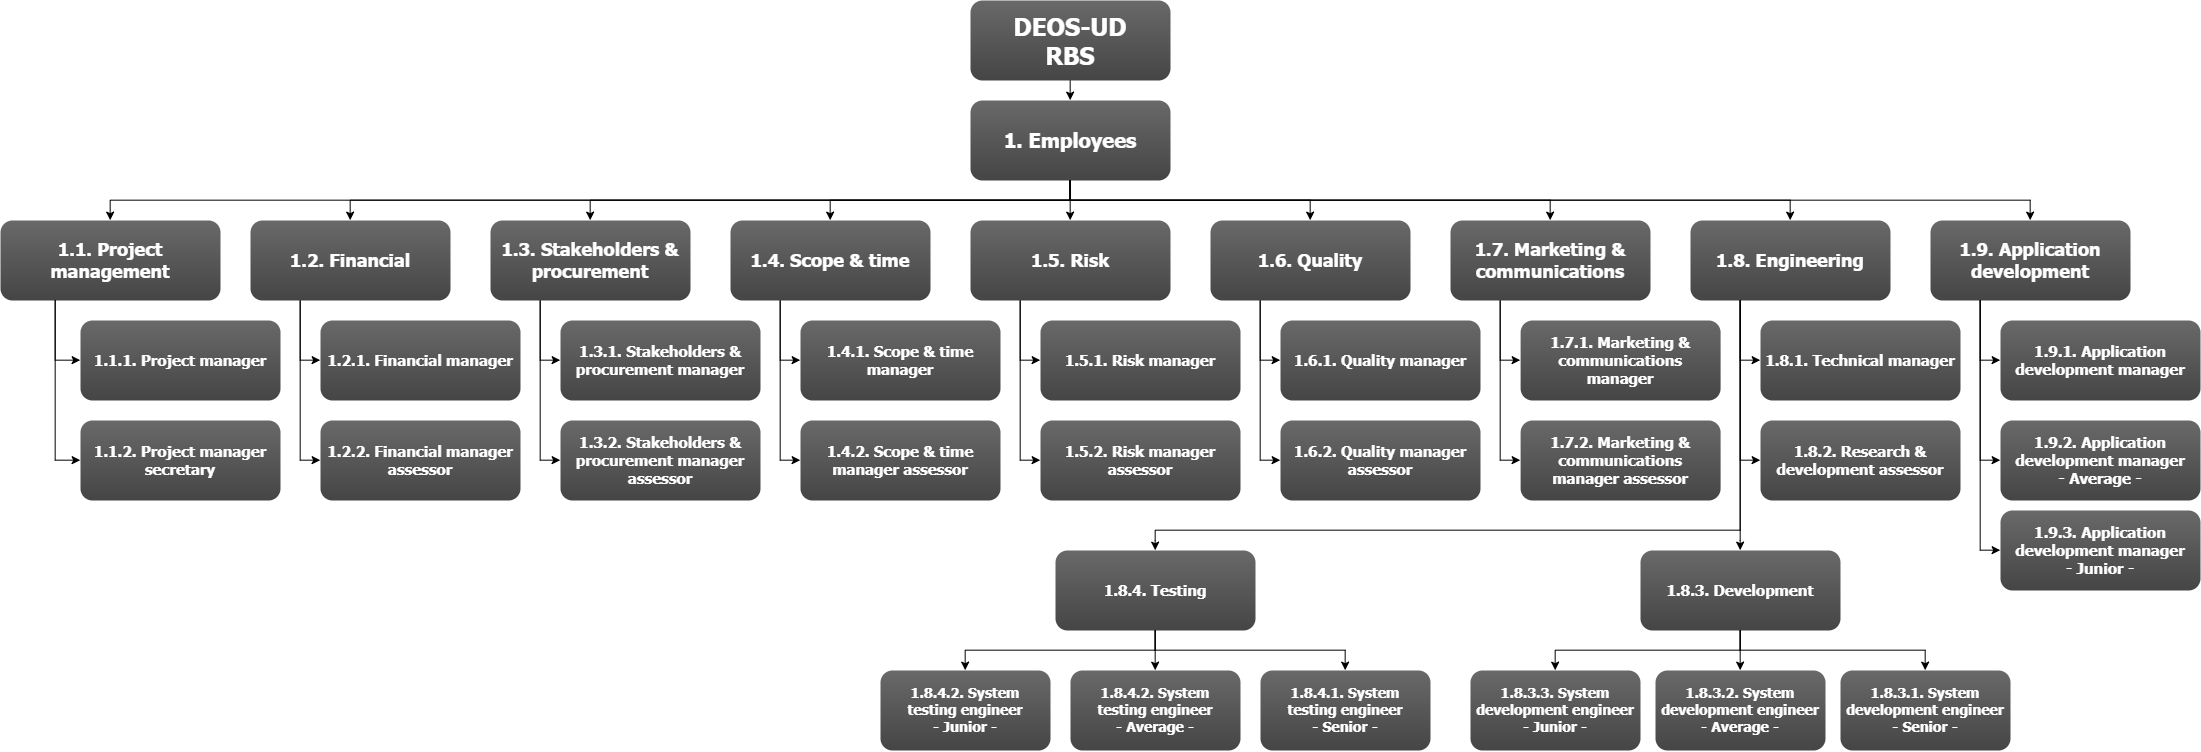 DEOS-UD
RBS
1. Employees
1.1. Project
management
1.2. Financial
1.3. Stakeholders &
procurement
1.4. Scope & time
1.5. Risk
1.6. Quality
1.7. Marketing &
communications
1.8. Engineering
1.9. Application
development
1.1.1. Project manager
1.2.1. Financial manager
1.3.1. Stakeholders &
procurement manager
1.4.1. Scope & time
manager
1.5.1. Risk manager
1.6.1. Quality manager
1.7.1. Marketing &
communications
manager
1.8.1. Technical manager
1.9.1. Application
development manager
1.1.2. Project manager
secretary
1.2.2. Financial manager
assessor
1.3.2. Stakeholders &
procurement manager
assessor
1.4.2. Scope & time
manager assessor
1.5.2. Risk manager
assessor
1.6.2. Quality manager
assessor
1.7.2. Marketing &
communications
manager assessor
1.8.2. Research &
development assessor
1.9.2. Application
development manager
- Average -
1.9.3. Application
development manager
- Junior -
1.8.4. Testing
1.8.3. Development
1.8.4.2. System
testing engineer
- Junior -
1.8.4.2. System
testing engineer
- Average -
1.8.4.1. System
testing engineer
- Senior -
1.8.3.3. System
development engineer
- Junior -
1.8.3.2. System
development engineer
- Average -
1.8.3.1. System
development engineer
- Senior -